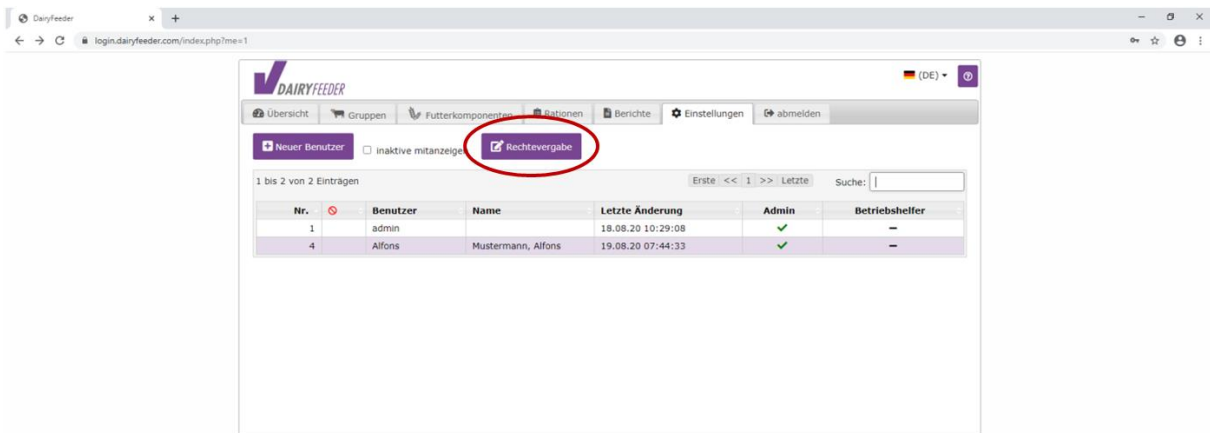 DairyFeeder
login.dairyfeeder.com/index.php?me=1
DAIRYFEEDER
(DE)
Übersicht Gruppen Futterkomponenten Rationen Berichte Einstellungen abmelden
Neuer Benutzer inaktive mitanzeigen Rechtevergabe
1 bis 2 von 2 Einträgen Erste << 1 >> Letzte Suche:
Nr. Benutzer Name Letzte Änderung Admin Betriebshelfer
1 admin 18.08.20 10:29:08 –
4 Alfons Mustermann, Alfons 19.08.20 07:44:33 –